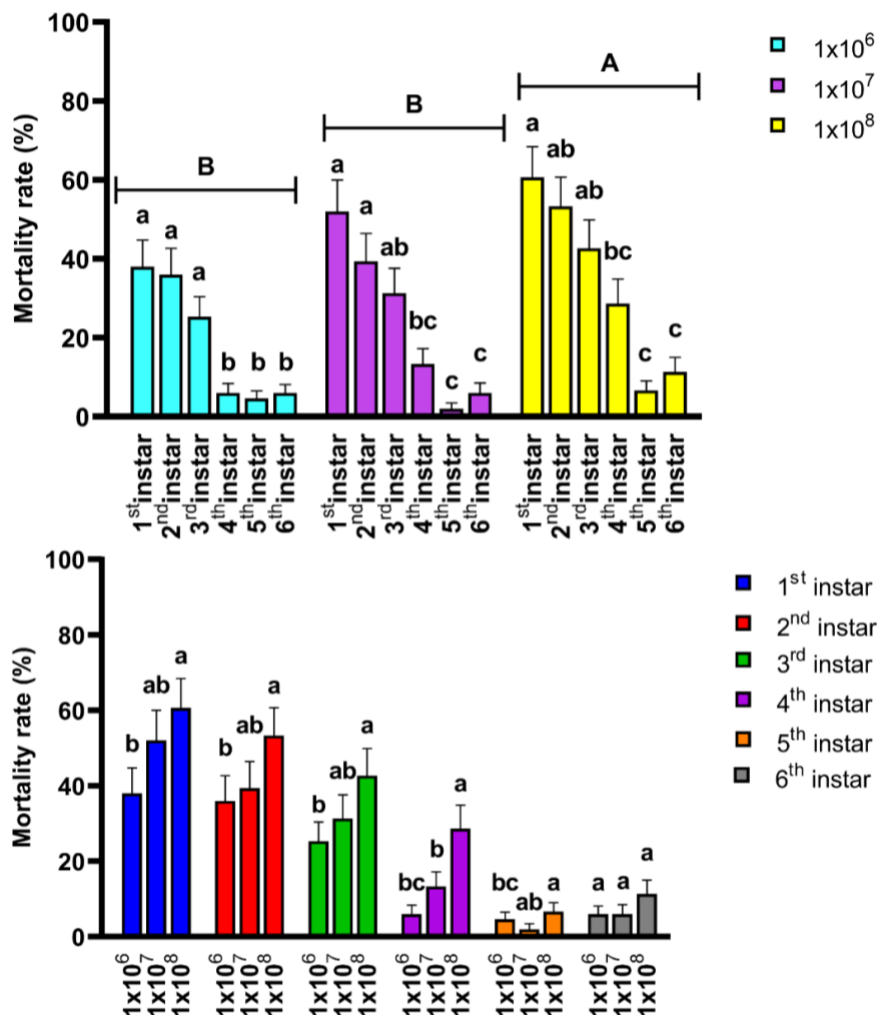 Mortality rate (%)
100
80
60
40
20
0
B
B
A
a a a b b b
a a ab bc c c
a ab ab bc c c
1st instar
2nd instar
3rd instar
4th instar
5th instar
6th instar
1st instar
2nd instar
3rd instar
4th instar
5th instar
6th instar
1st instar
2nd instar
3rd instar
4th instar
5th instar
6th instar
1x10^6
1x10^7
1x10^8
Mortality rate (%)
100
80
60
40
20
0
b ab a
b ab a
b ab a
bc b a
bc ab a
a a a
1x10^6
1x10^7
1x10^8
1x10^6
1x10^7
1x10^8
1x10^6
1x10^7
1x10^8
1x10^6
1x10^7
1x10^8
1x10^6
1x10^7
1x10^8
1x10^6
1x10^7
1x10^8
1st instar
2nd instar
3rd instar
4th instar
5th instar
6th instar